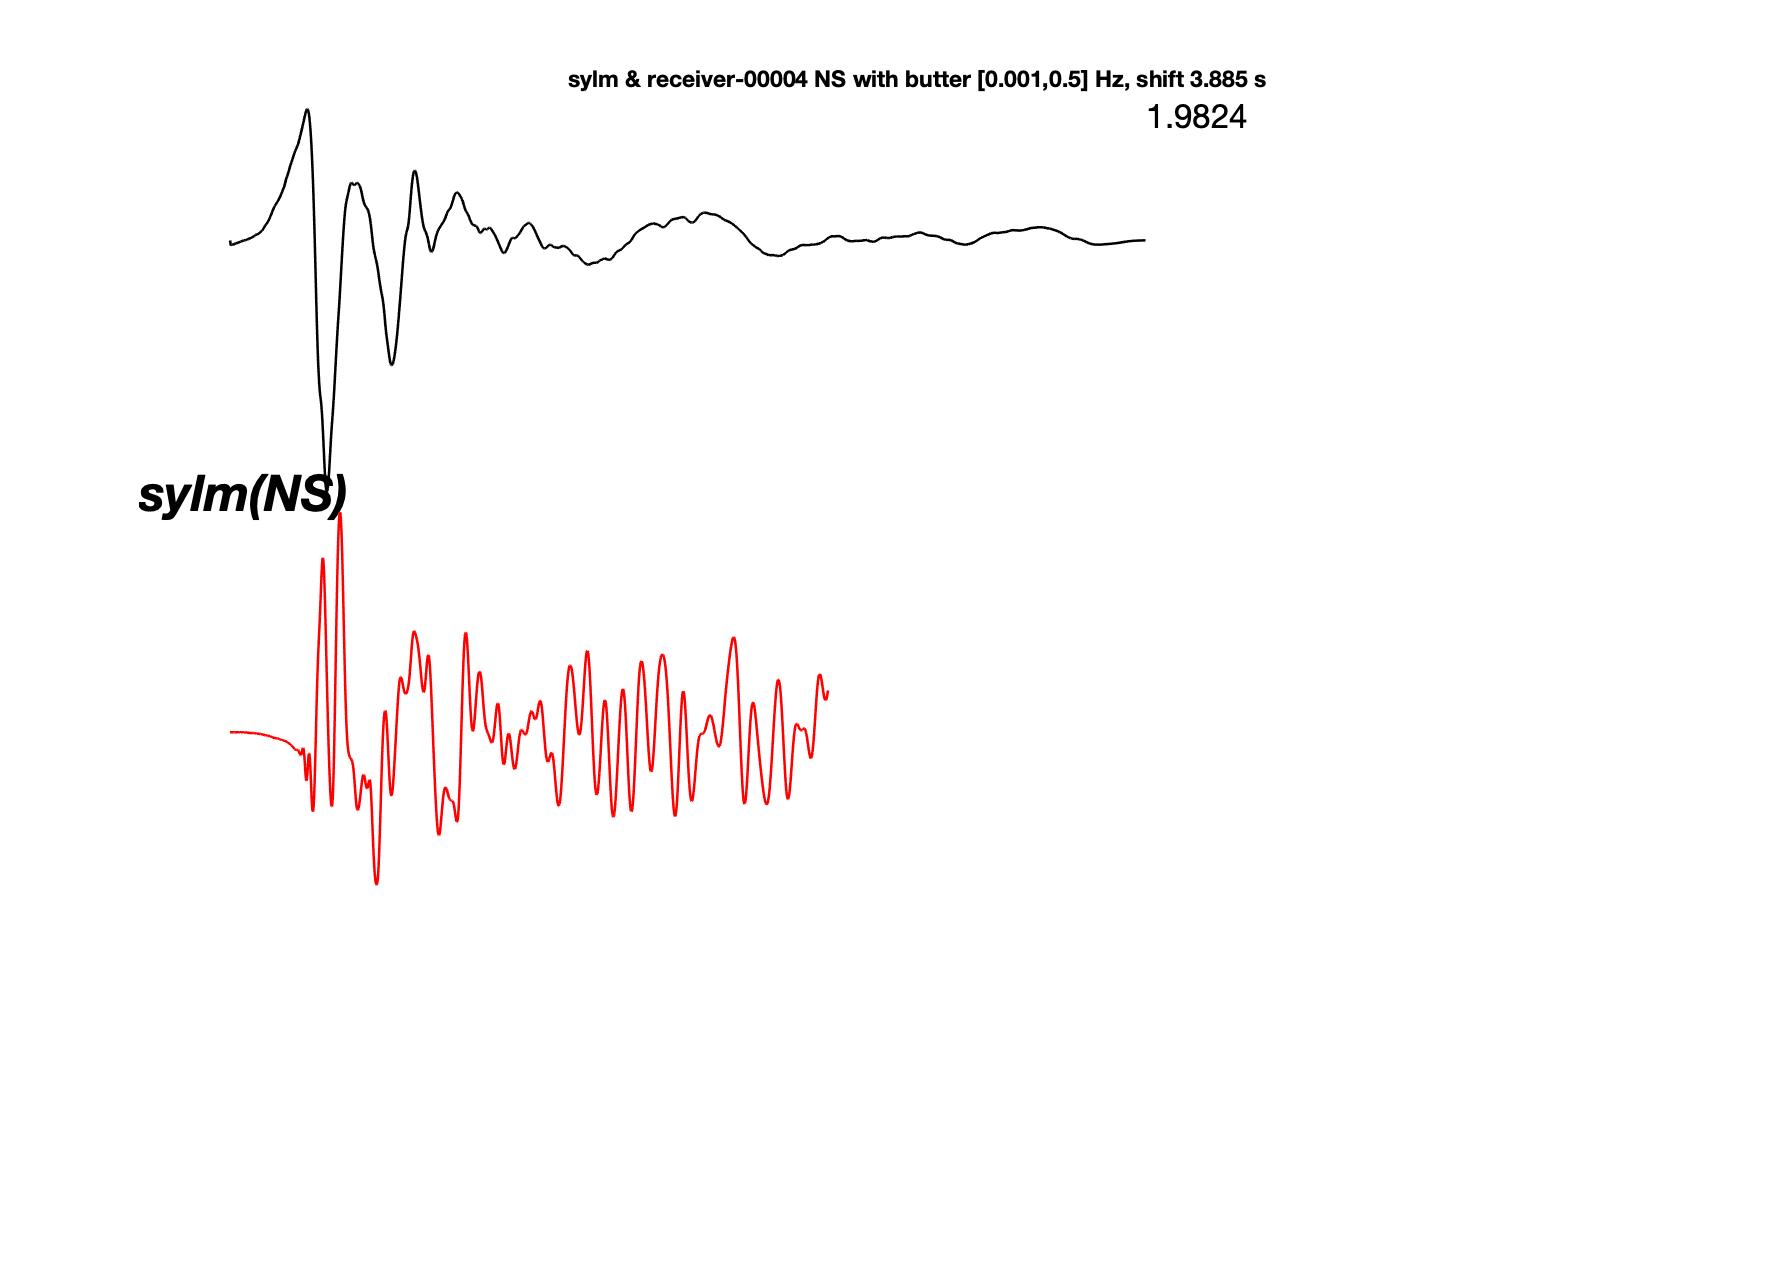 sylm & receiver-00004 NS with butter [0.001,0.5] Hz, shift 3.885 s
1.9824
sylm(NS)